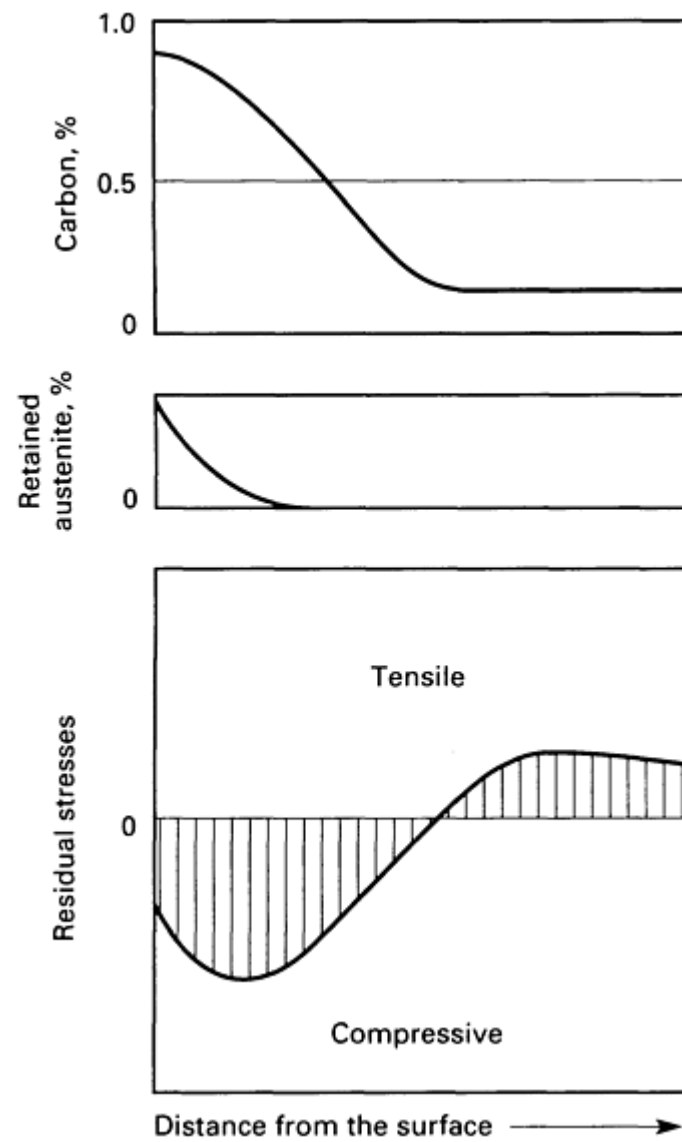 1.0
Carbon, %
0.5
0
Retained
austenite, %
0
Tensile
Residual stresses
0
Compressive
Distance from the surface